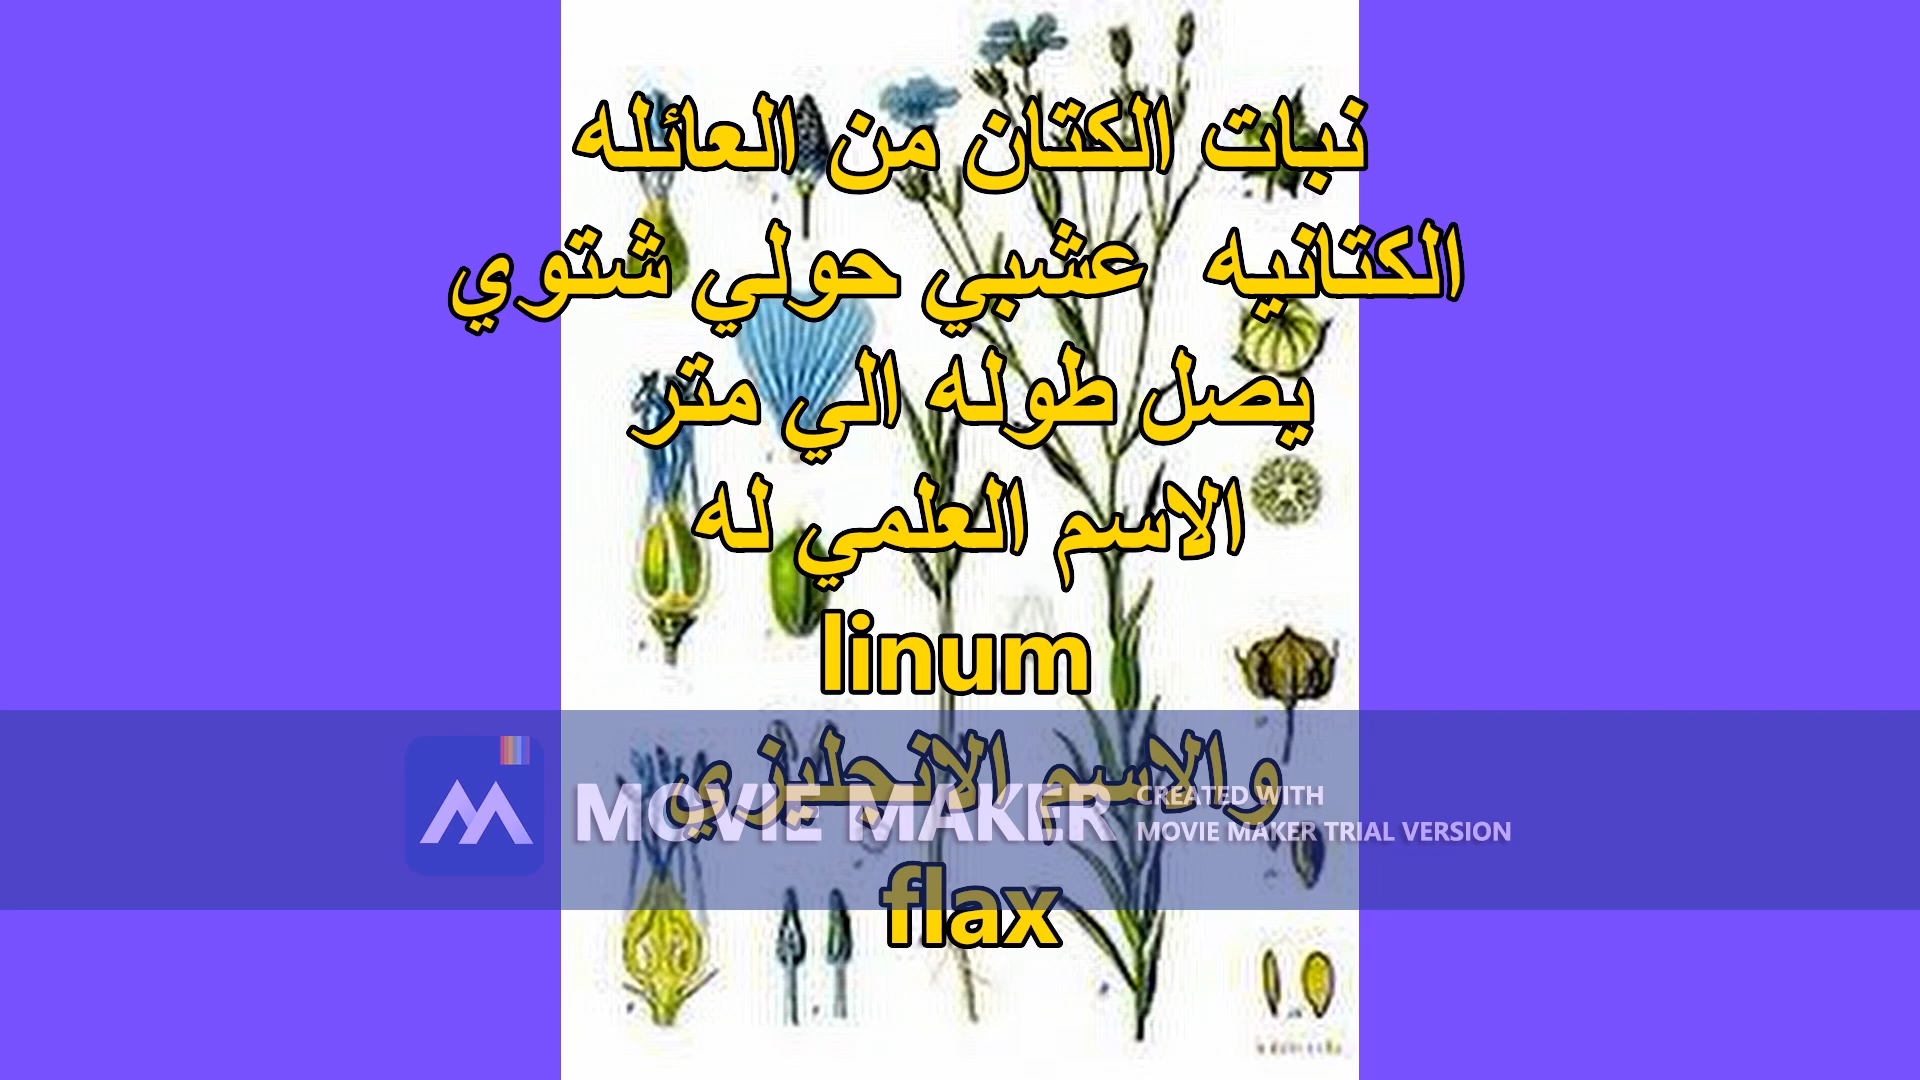 نبات الكتان من العائله
الكتانيه عشبي حولي شتوي
يصل طوله الي متر
الاسم العلمي له
linum
والاسم الانجليزي
MOVIE MAKER
CREATED WITH
MOVIE MAKER TRIAL VERSION
flax